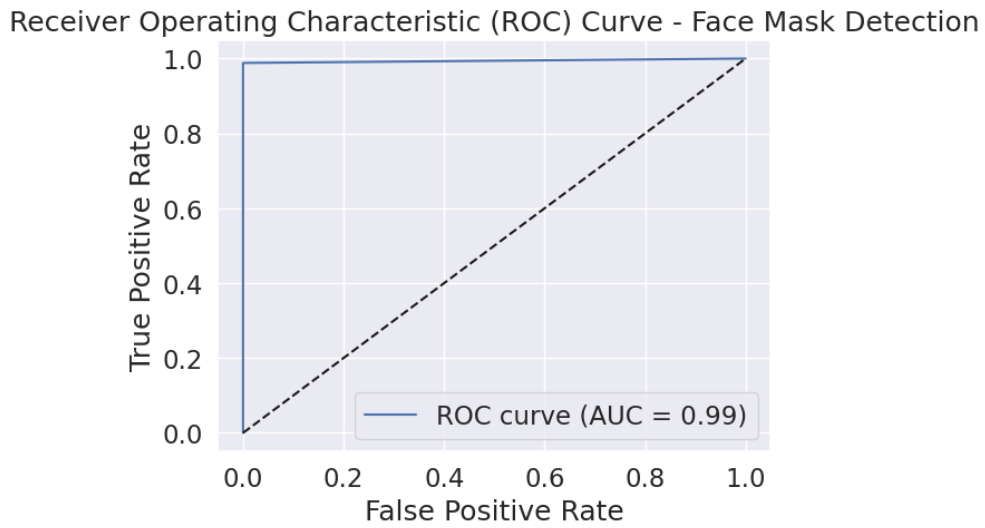 Receiver Operating Characteristic (ROC) Curve - Face Mask Detection
1.0
0.8
0.6
0.4
0.2
0.0
True Positive Rate
ROC curve (AUC = 0.99)
0.0 0.2 0.4 0.6 0.8 1.0
False Positive Rate